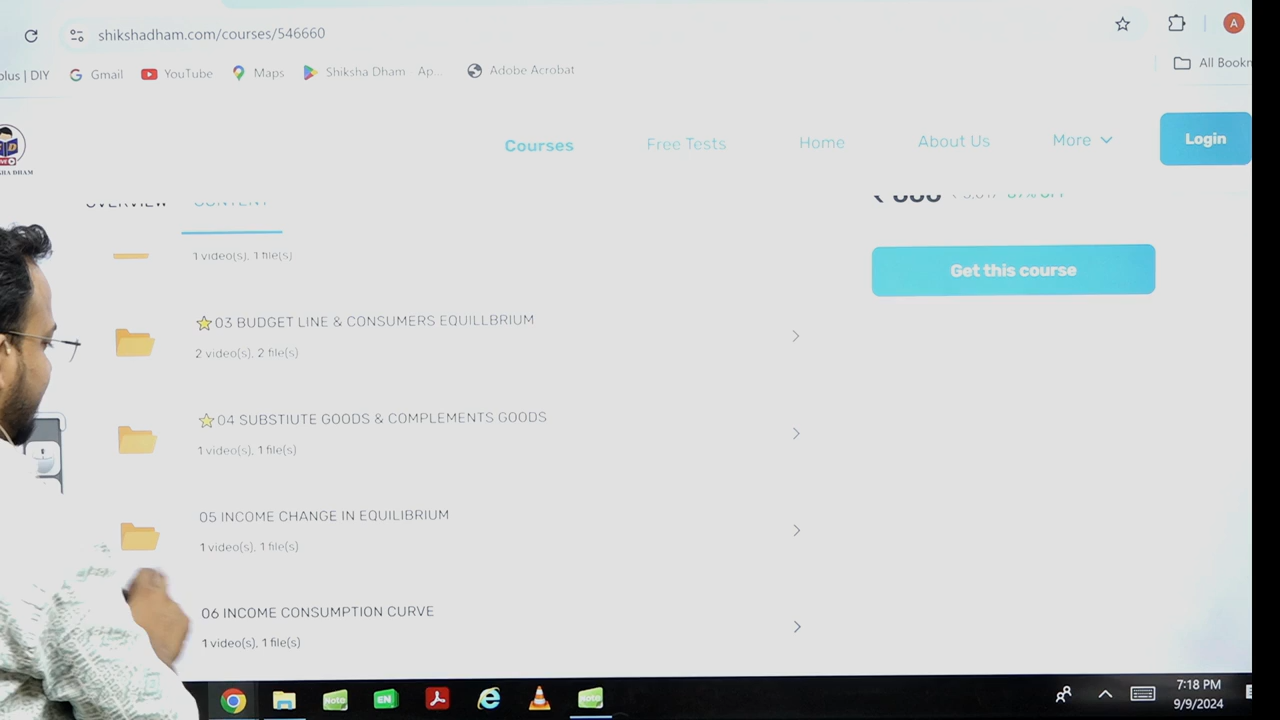 shikshadham.com/courses/546660
plus | DIY
Gmail
YouTube
Maps
Shiksha Dham Ap...
Adobe Acrobat
All Bookm
Courses
Free Tests
Home
About Us
More
Login
OVERVIEW
CONTENT
1 video(s), 1 file(s)
Get this course
03 BUDGET LINE & CONSUMERS EQUILLBRIUM
2 video(s), 2 file(s)
04 SUBSTIUTE GOODS & COMPLEMENTS GOODS
1 video(s), 1 file(s)
05 INCOME CHANGE IN EQUILIBRIUM
1 video(s), 1 file(s)
06 INCOME CONSUMPTION CURVE
1 video(s), 1 file(s)
7:18 PM
9/9/2024